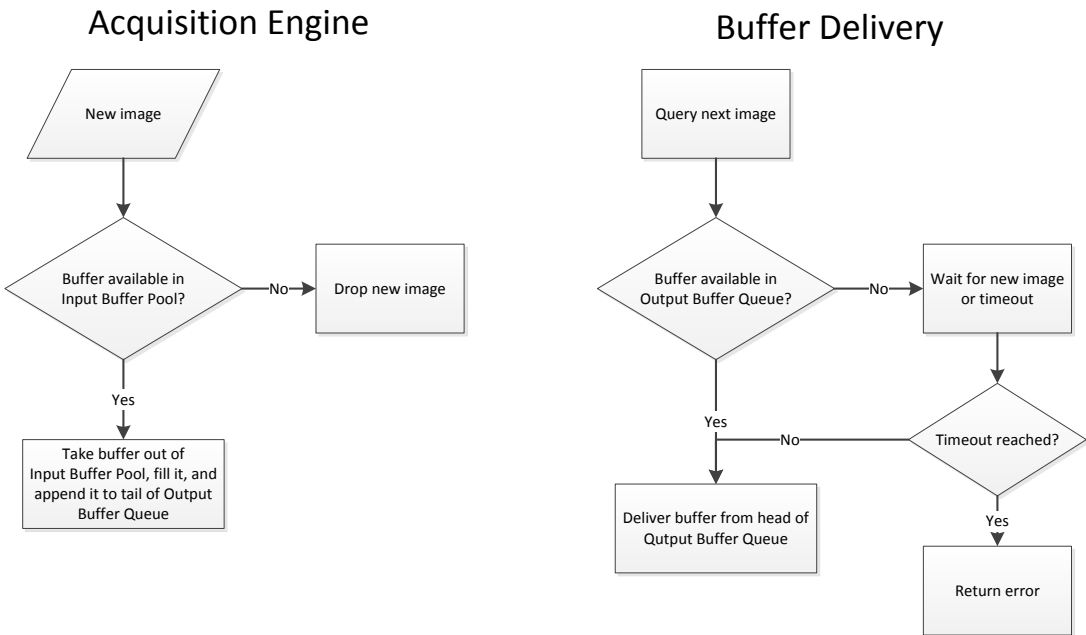 Acquisition Engine
New image
Buffer available in
Input Buffer Pool?
No
Drop new image
Yes
Take buffer out of
Input Buffer Pool, fill it, and
append it to tail of Output
Buffer Queue
Buffer Delivery
Query next image
Buffer available in
Output Buffer Queue?
No
Wait for new image
or timeout
Yes
No
Timeout reached?
Deliver buffer from head of
Qutput Buffer Queue
Yes
Return error